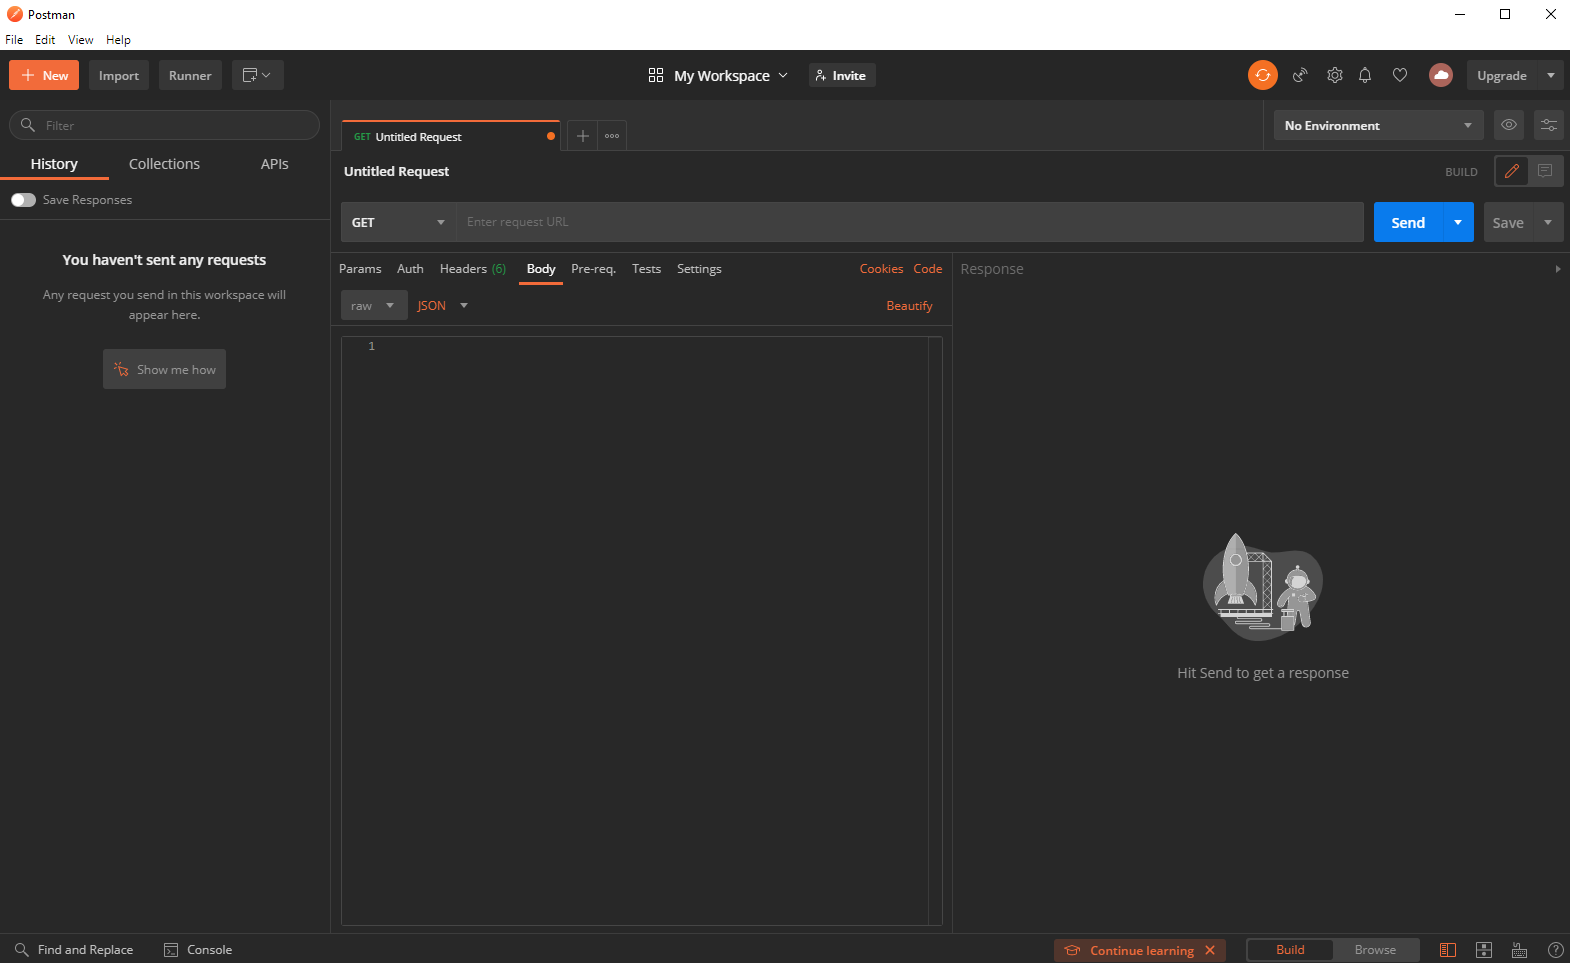 Postman
File Edit View Help
New Import Runner My Workspace Invite Upgrade
Filter
GET Untitled Request
No Environment
History Collections APIs
Untitled Request
BUILD
Save Responses
GET Enter request URL Send Save
You haven't sent any requests
Any request you send in this workspace will
appear here.
Show me how
Params Auth Headers (6) Body Pre-req. Tests Settings Cookies Code
Response
raw JSON Beautify
1
Hit Send to get a response
Find and Replace Console Continue learning Build Browse